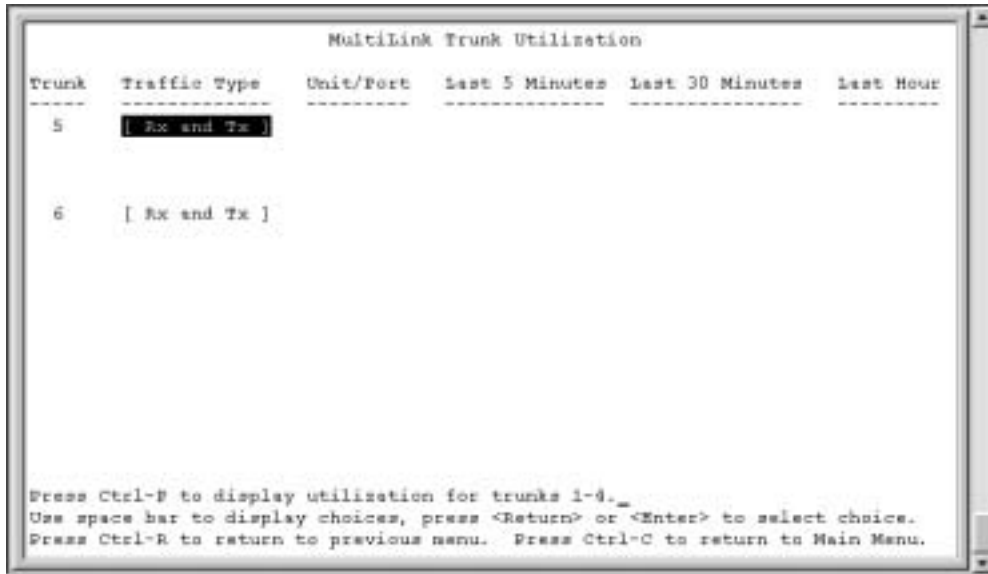 MultiLink Trunk Utilization
Trunk Traffic Type Unit/Port Last 5 Minutes Last 30 Minutes Last Hour
----- ------------- --------- -------------- --------------- ---------
5 [ Rx and Tx ]
6 [ Rx and Tx ]
Press Ctrl-P to display utilization for trunks 1-4._
Use space bar to display choices, press <Return> or <Enter> to select choice.
Press Ctrl-R to return to previous menu. Press Ctrl-C to return to Main Menu.